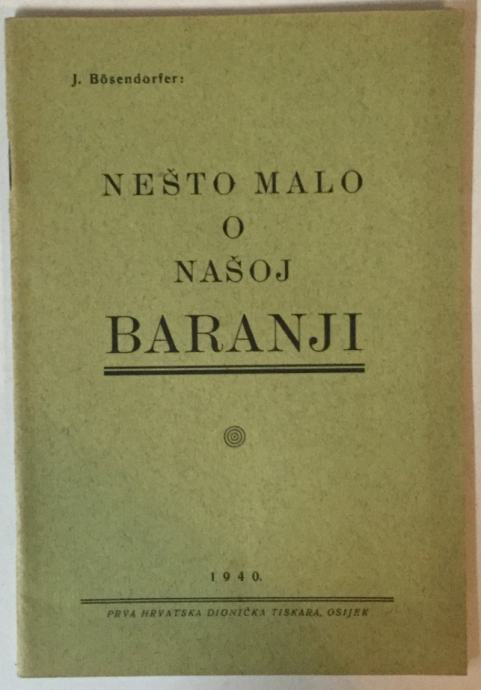 J. Bösendorfer:
NEŠTO MALO
O
NAŠOJ
BARANJI
1940.
PRVA HRVATSKA DIONIČKA TISKARA, OSIJEK